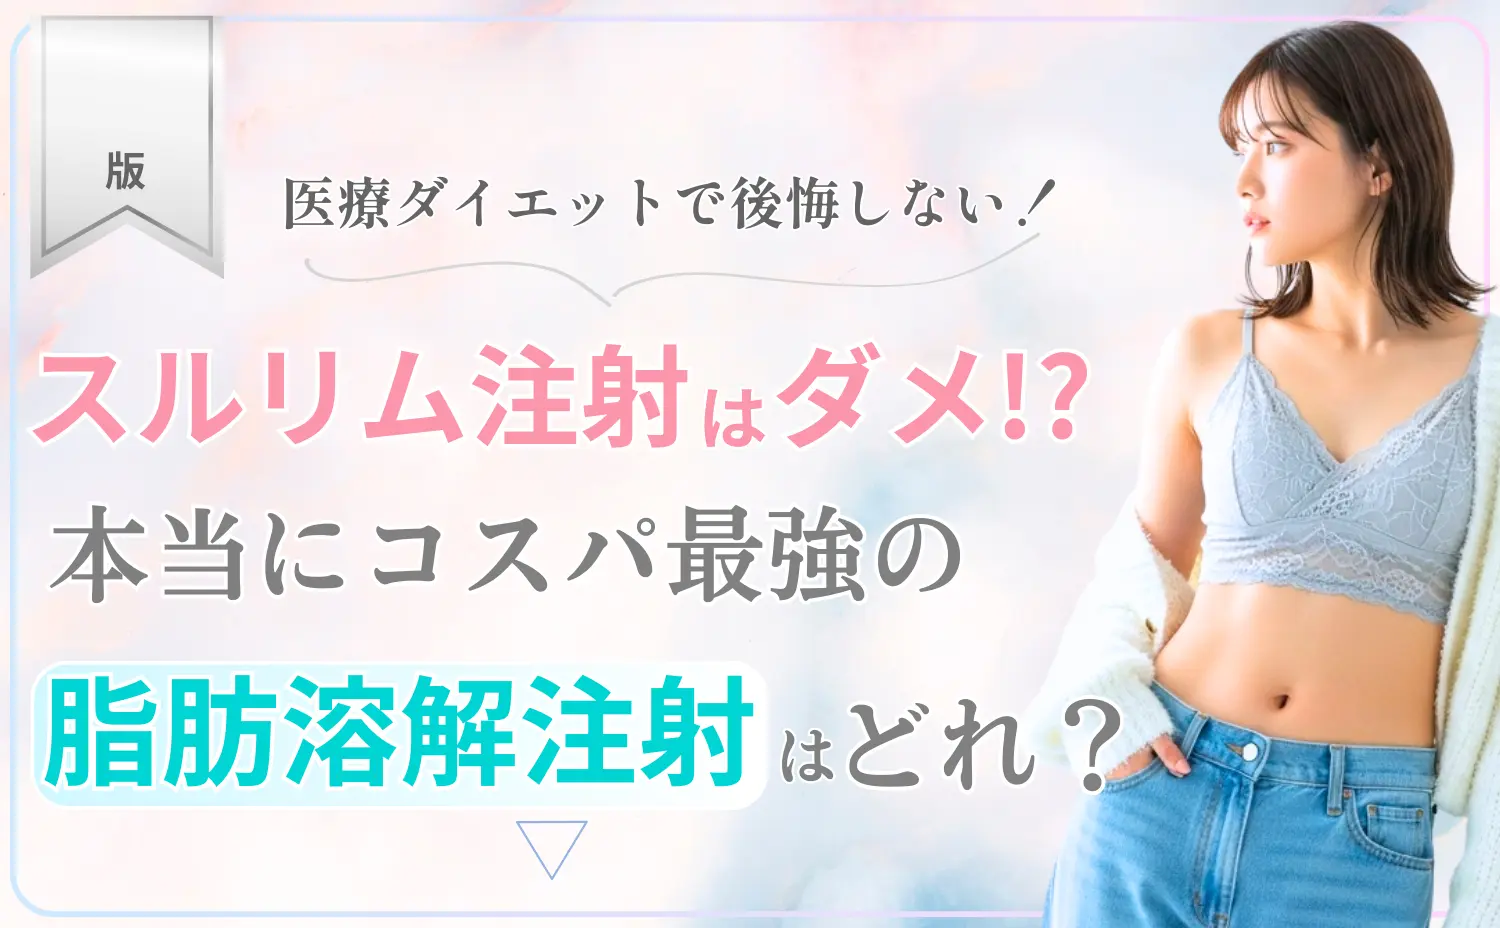 版
医療ダイエットで後悔しない！
スルリム注射はダメ!?
本当にコスパ最強の
脂肪溶解注射はどれ？